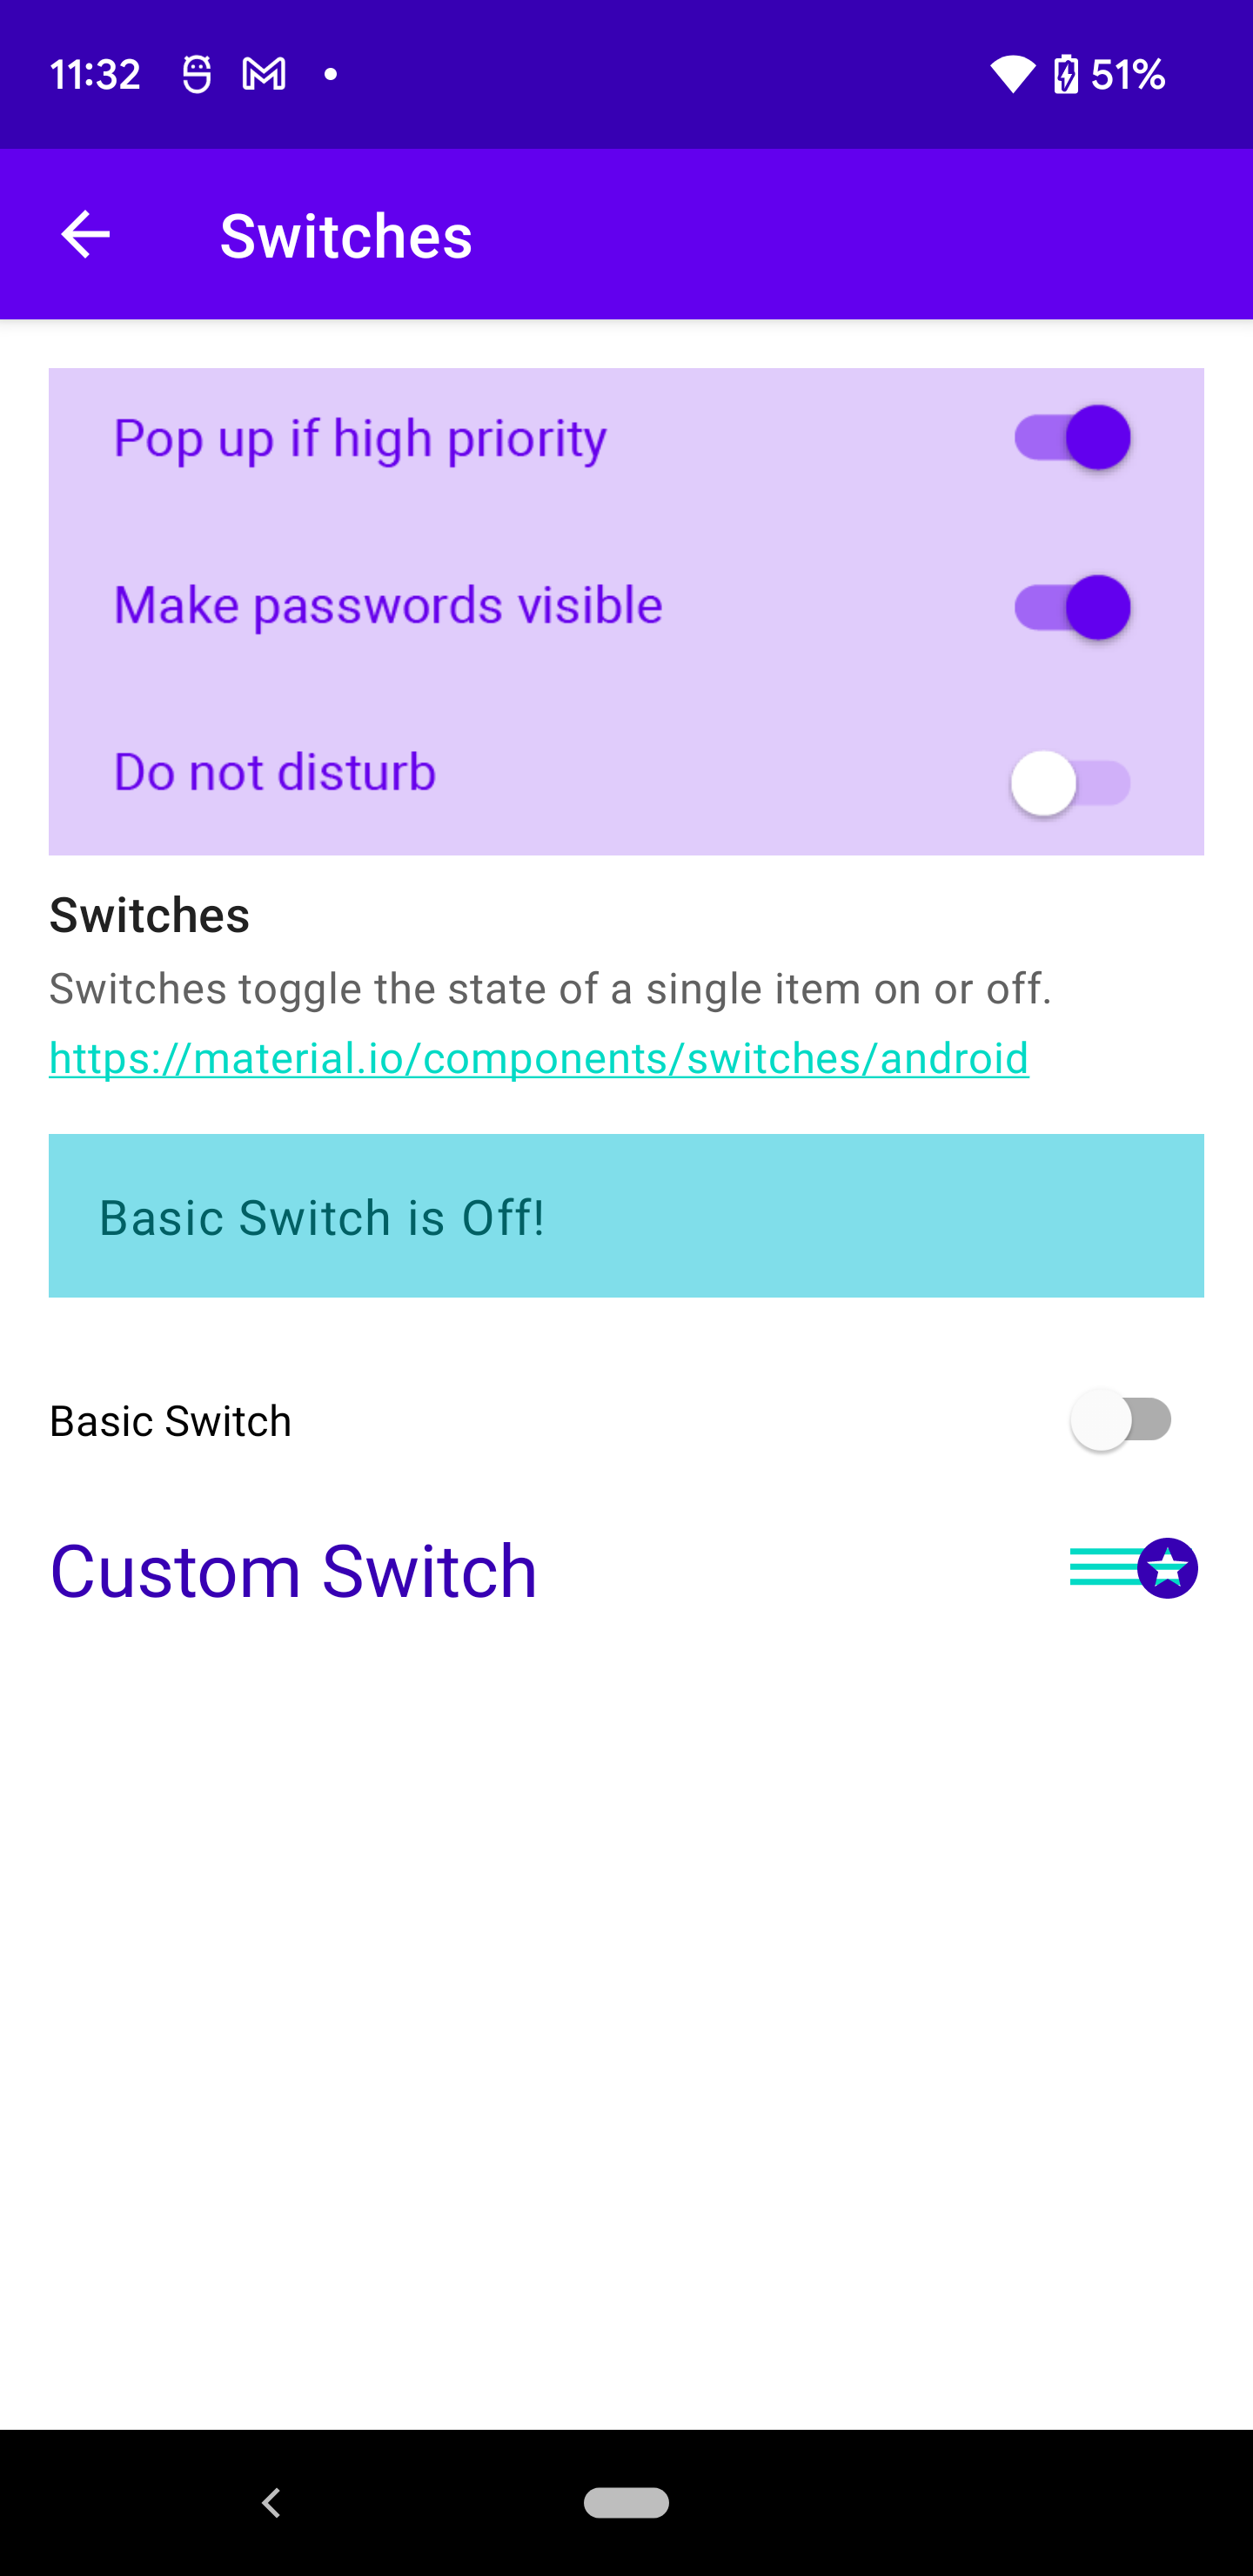 11:32 51%
Switches
Pop up if high priority
Make passwords visible
Do not disturb
Switches
Switches toggle the state of a single item on or off.
https://material.io/components/switches/android
Basic Switch is Off!
Basic Switch
Custom Switch